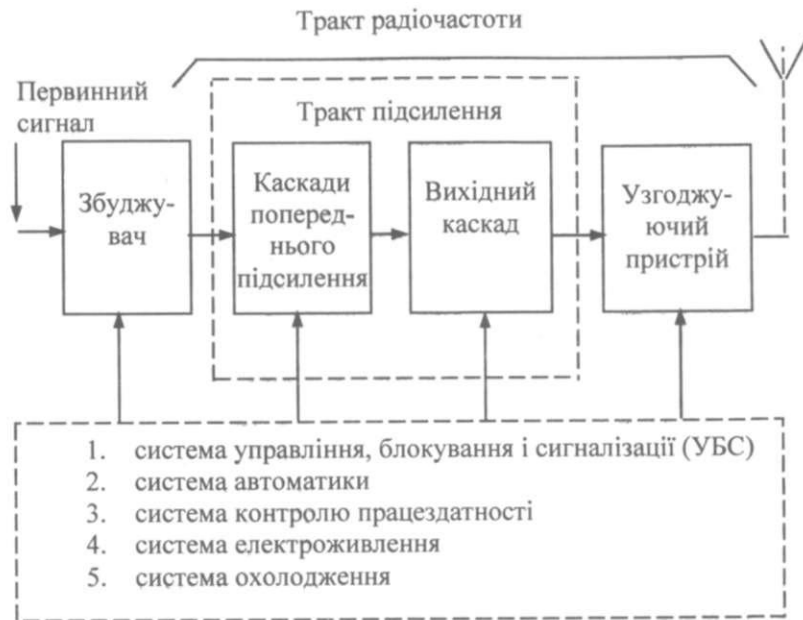 Тракт радіочастоти
Первинний
сигнал
Тракт підсилення
Збуджу-
вач
Каскади
поперед-
нього
підсилення
Вихідний
каскад
Узгоджу-
ючий
пристрій
1. система управління, блокування і сигналізації (УБС)
2. система автоматики
3. система контролю працездатності
4. система електроживлення
5. система охолодження